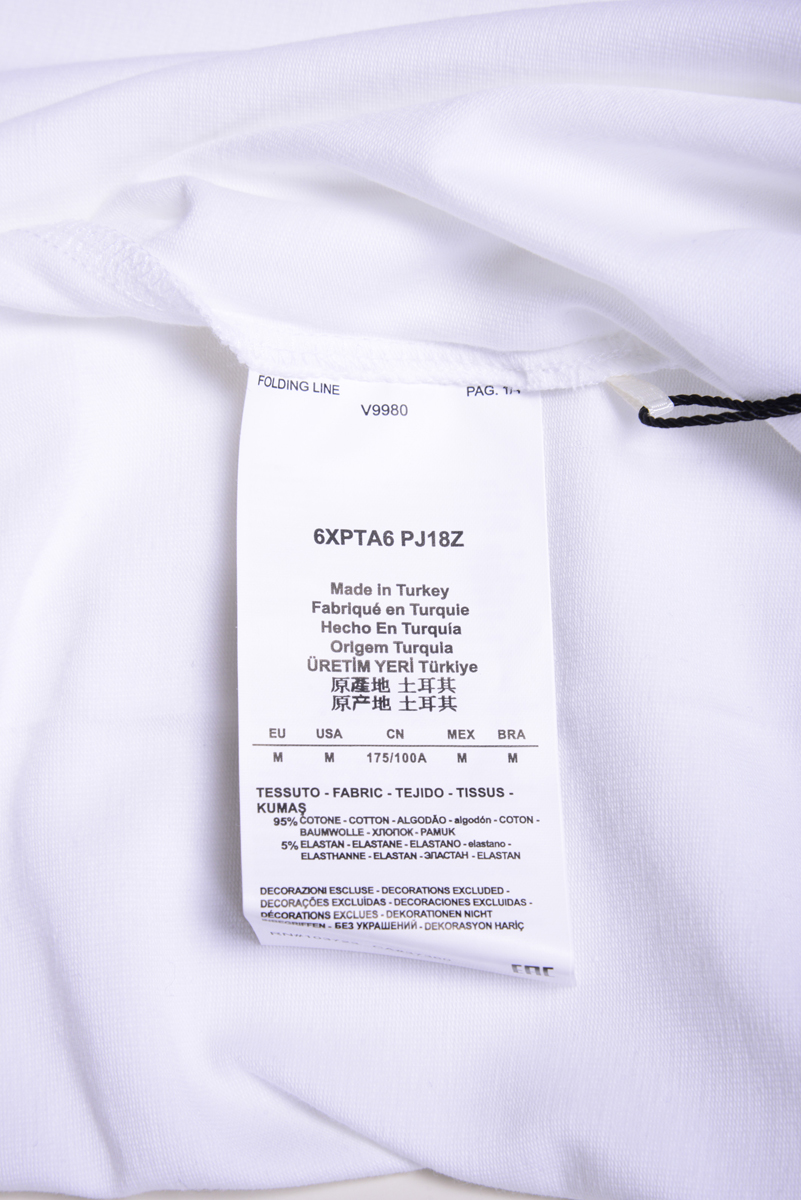 FOLDING LINE PAG. 1/
V9980
6XPTA6 PJ18Z
Made in Turkey
Fabriqué en Turquie
Hecho En Turquía
Origem Turquia
ÜRETİM YERİ Türkiye
原產地 土耳其
原产地 土耳其
EU USA CN MEX BRA
M M 175/100A M M
TESSUTO - FABRIC - TEJIDO - TISSUS -
KUMAŞ
95% COTONE - COTTON - ALGODÃO - algodón - COTON -
BAUMWOLLE - ХЛОПОК - PAMUK
5% ELASTAN - ELASTANE - ELASTANO - elastano -
ELASTHANNE - ELASTAN - ЭЛАСТАН - ELASTAN
DECORAZIONI ESCLUSE - DECORATIONS EXCLUDED -
DECORAÇÕES EXCLUÍDAS - DECORACIONES EXCLUIDAS -
DÉCORATIONS EXCLUES - DEKORATIONEN NICHT
- БЕЗ УКРАШЕНИЙ - DEKORASYON HARİÇ